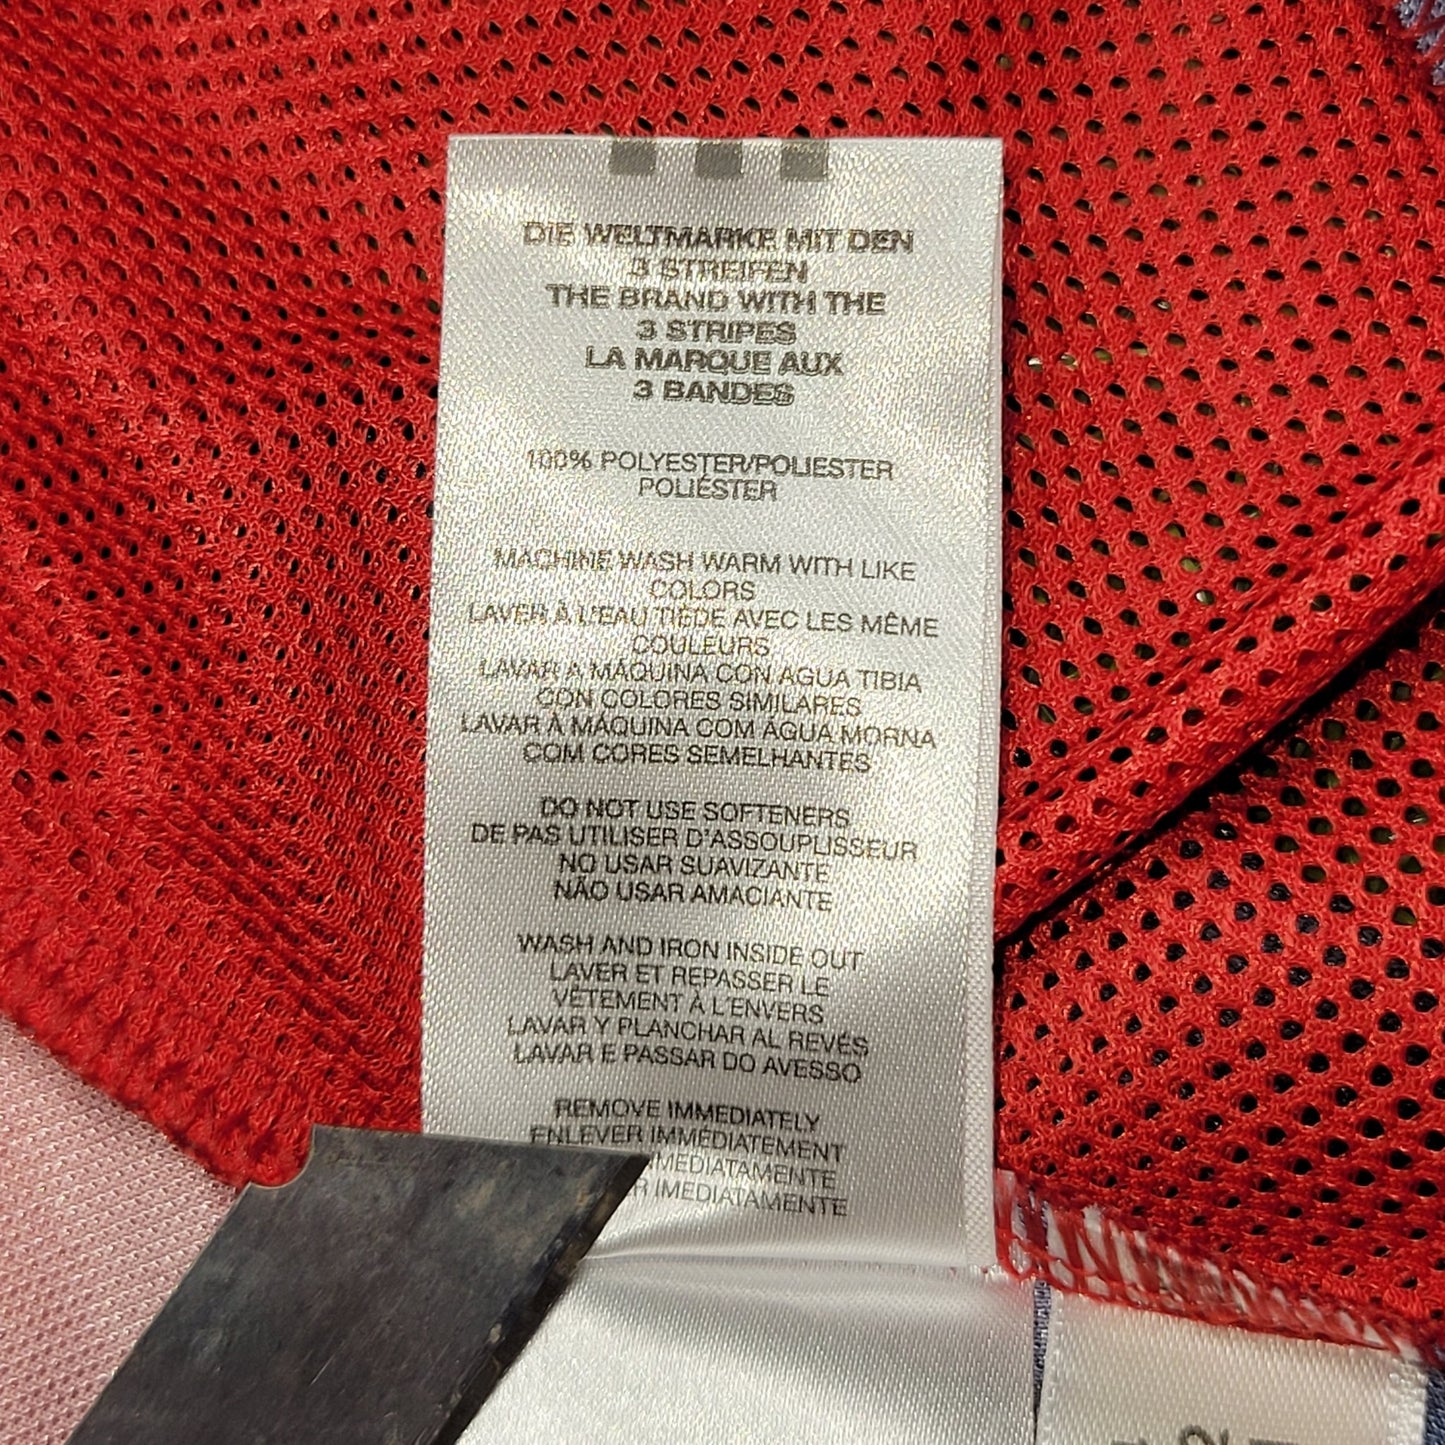 DIE WELTMARKE MIT DEN
3 STREIFEN
THE BRAND WITH THE
3 STRIPES
LA MARQUE AUX
3 BANDES
100% POLYESTER/POLIESTER
POLIÉSTER
MACHINE WASH WARM WITH LIKE
COLORS
LAVER À L'EAU TIÈDE AVEC LES MÊME
COULEURS
LAVAR A MÁQUINA CON AGUA TIBIA
CON COLORES SIMILARES
LAVAR À MÁQUINA COM ÁGUA MORNA
COM CORES SEMELHANTES
DO NOT USE SOFTENERS
DE PAS UTILISER D'ASSOUPLISSEUR
NO USAR SUAVIZANTE
NÃO USAR AMACIANTE
WASH AND IRON INSIDE OUT
LAVER ET REPASSER LE
VÊTEMENT À L'ENVERS
LAVAR Y PLANCHAR AL REVÉS
LAVAR E PASSAR DO AVESSO
REMOVE IMMEDIATELY
ENLEVER IMMÉDIATEMENT
MEDIATAMENTE
R IMEDIATAMENTE